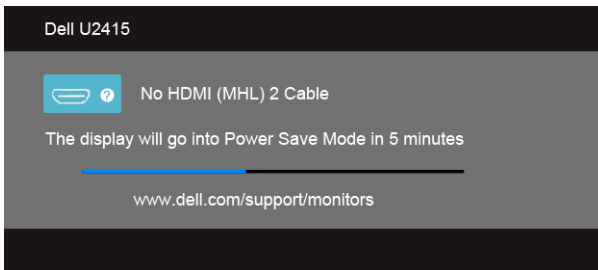 Dell U2415
? No HDMI (MHL) 2 Cable
The display will go into Power Save Mode in 5 minutes
www.dell.com/support/monitors